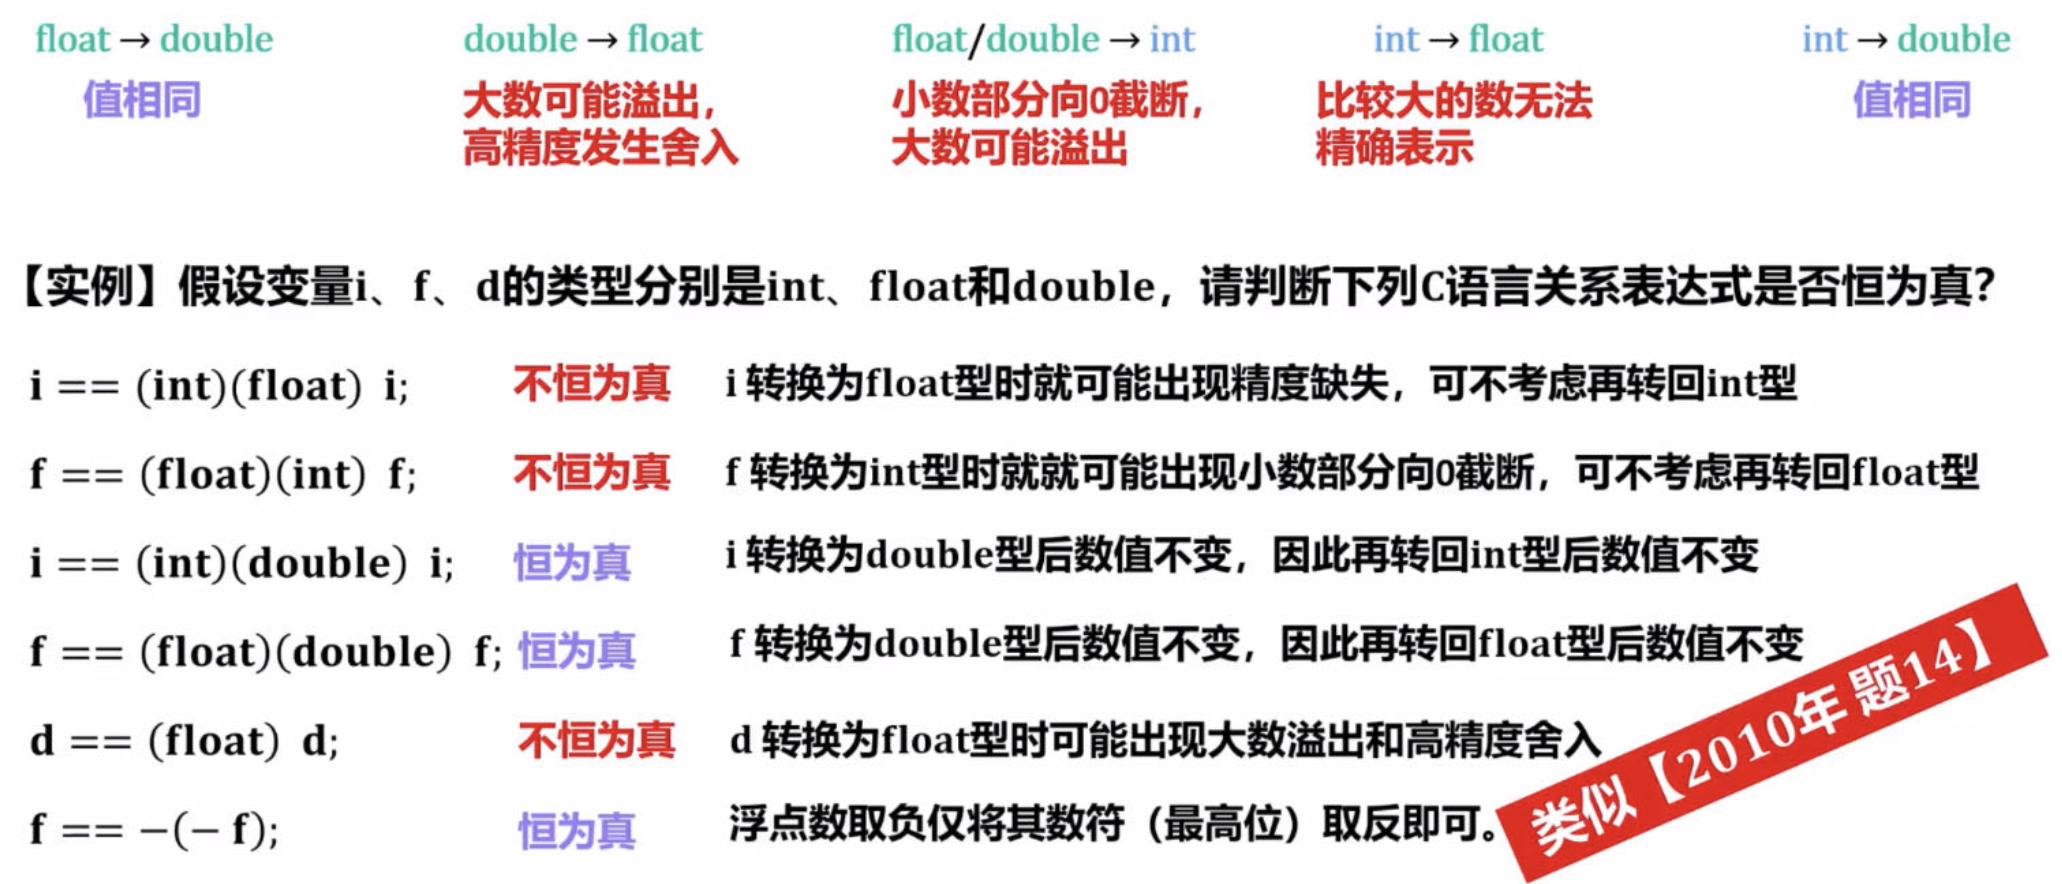 float → double
值相同
double → float
大数可能溢出，
高精度发生舍入
float/double → int
小数部分向0截断，
大数可能溢出
int → float
比较大的数无法
精确表示
int → double
值相同
【实例】假设变量i、f、d的类型分别是int、float和double，请判断下列C语言关系表达式是否恒为真？
i == (int)(float) i; 不恒为真 i 转换为float型时就可能出现精度缺失，可不考虑再转回int型
f == (float)(int) f; 不恒为真 f 转换为int型时就就可能出现小数部分向0截断，可不考虑再转回float型
i == (int)(double) i; 恒为真 i 转换为double型后数值不变，因此再转回int型后数值不变
f == (float)(double) f; 恒为真 f 转换为double型后数值不变，因此再转回float型后数值不变
d == (float) d; 不恒为真 d 转换为float型时可能出现大数溢出和高精度舍入
f == −(− f); 恒为真 浮点数取负仅将其数符（最高位）取反即可。
类似【2010年 题14】